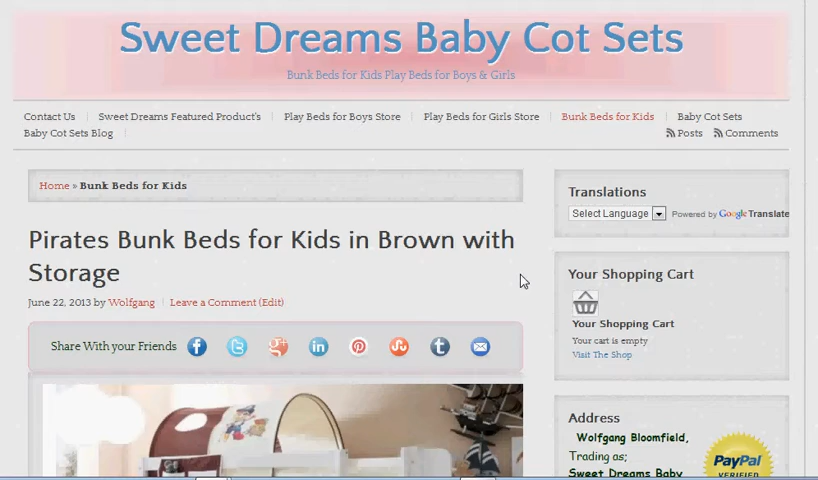 Sweet Dreams Baby Cot Sets
Bunk Beds for Kids Play Beds for Boys & Girls
Contact Us
Sweet Dreams Featured Product's
Play Beds for Boys Store
Play Beds for Girls Store
Bunk Beds for Kids
Baby Cot Sets
Baby Cot Sets Blog
Posts
Comments
Home » Bunk Beds for Kids
Pirates Bunk Beds for Kids in Brown with
Storage
June 22, 2013 by Wolfgang
Leave a Comment (Edit)
Share With your Friends
Translations
Select Language
Powered by Google Translate
Your Shopping Cart
Your Shopping Cart
Your cart is empty
Visit The Shop
Address
Wolfgang Bloomfield,
Trading as;
Sweet Dreams Baby
PayPal
VERIFIED